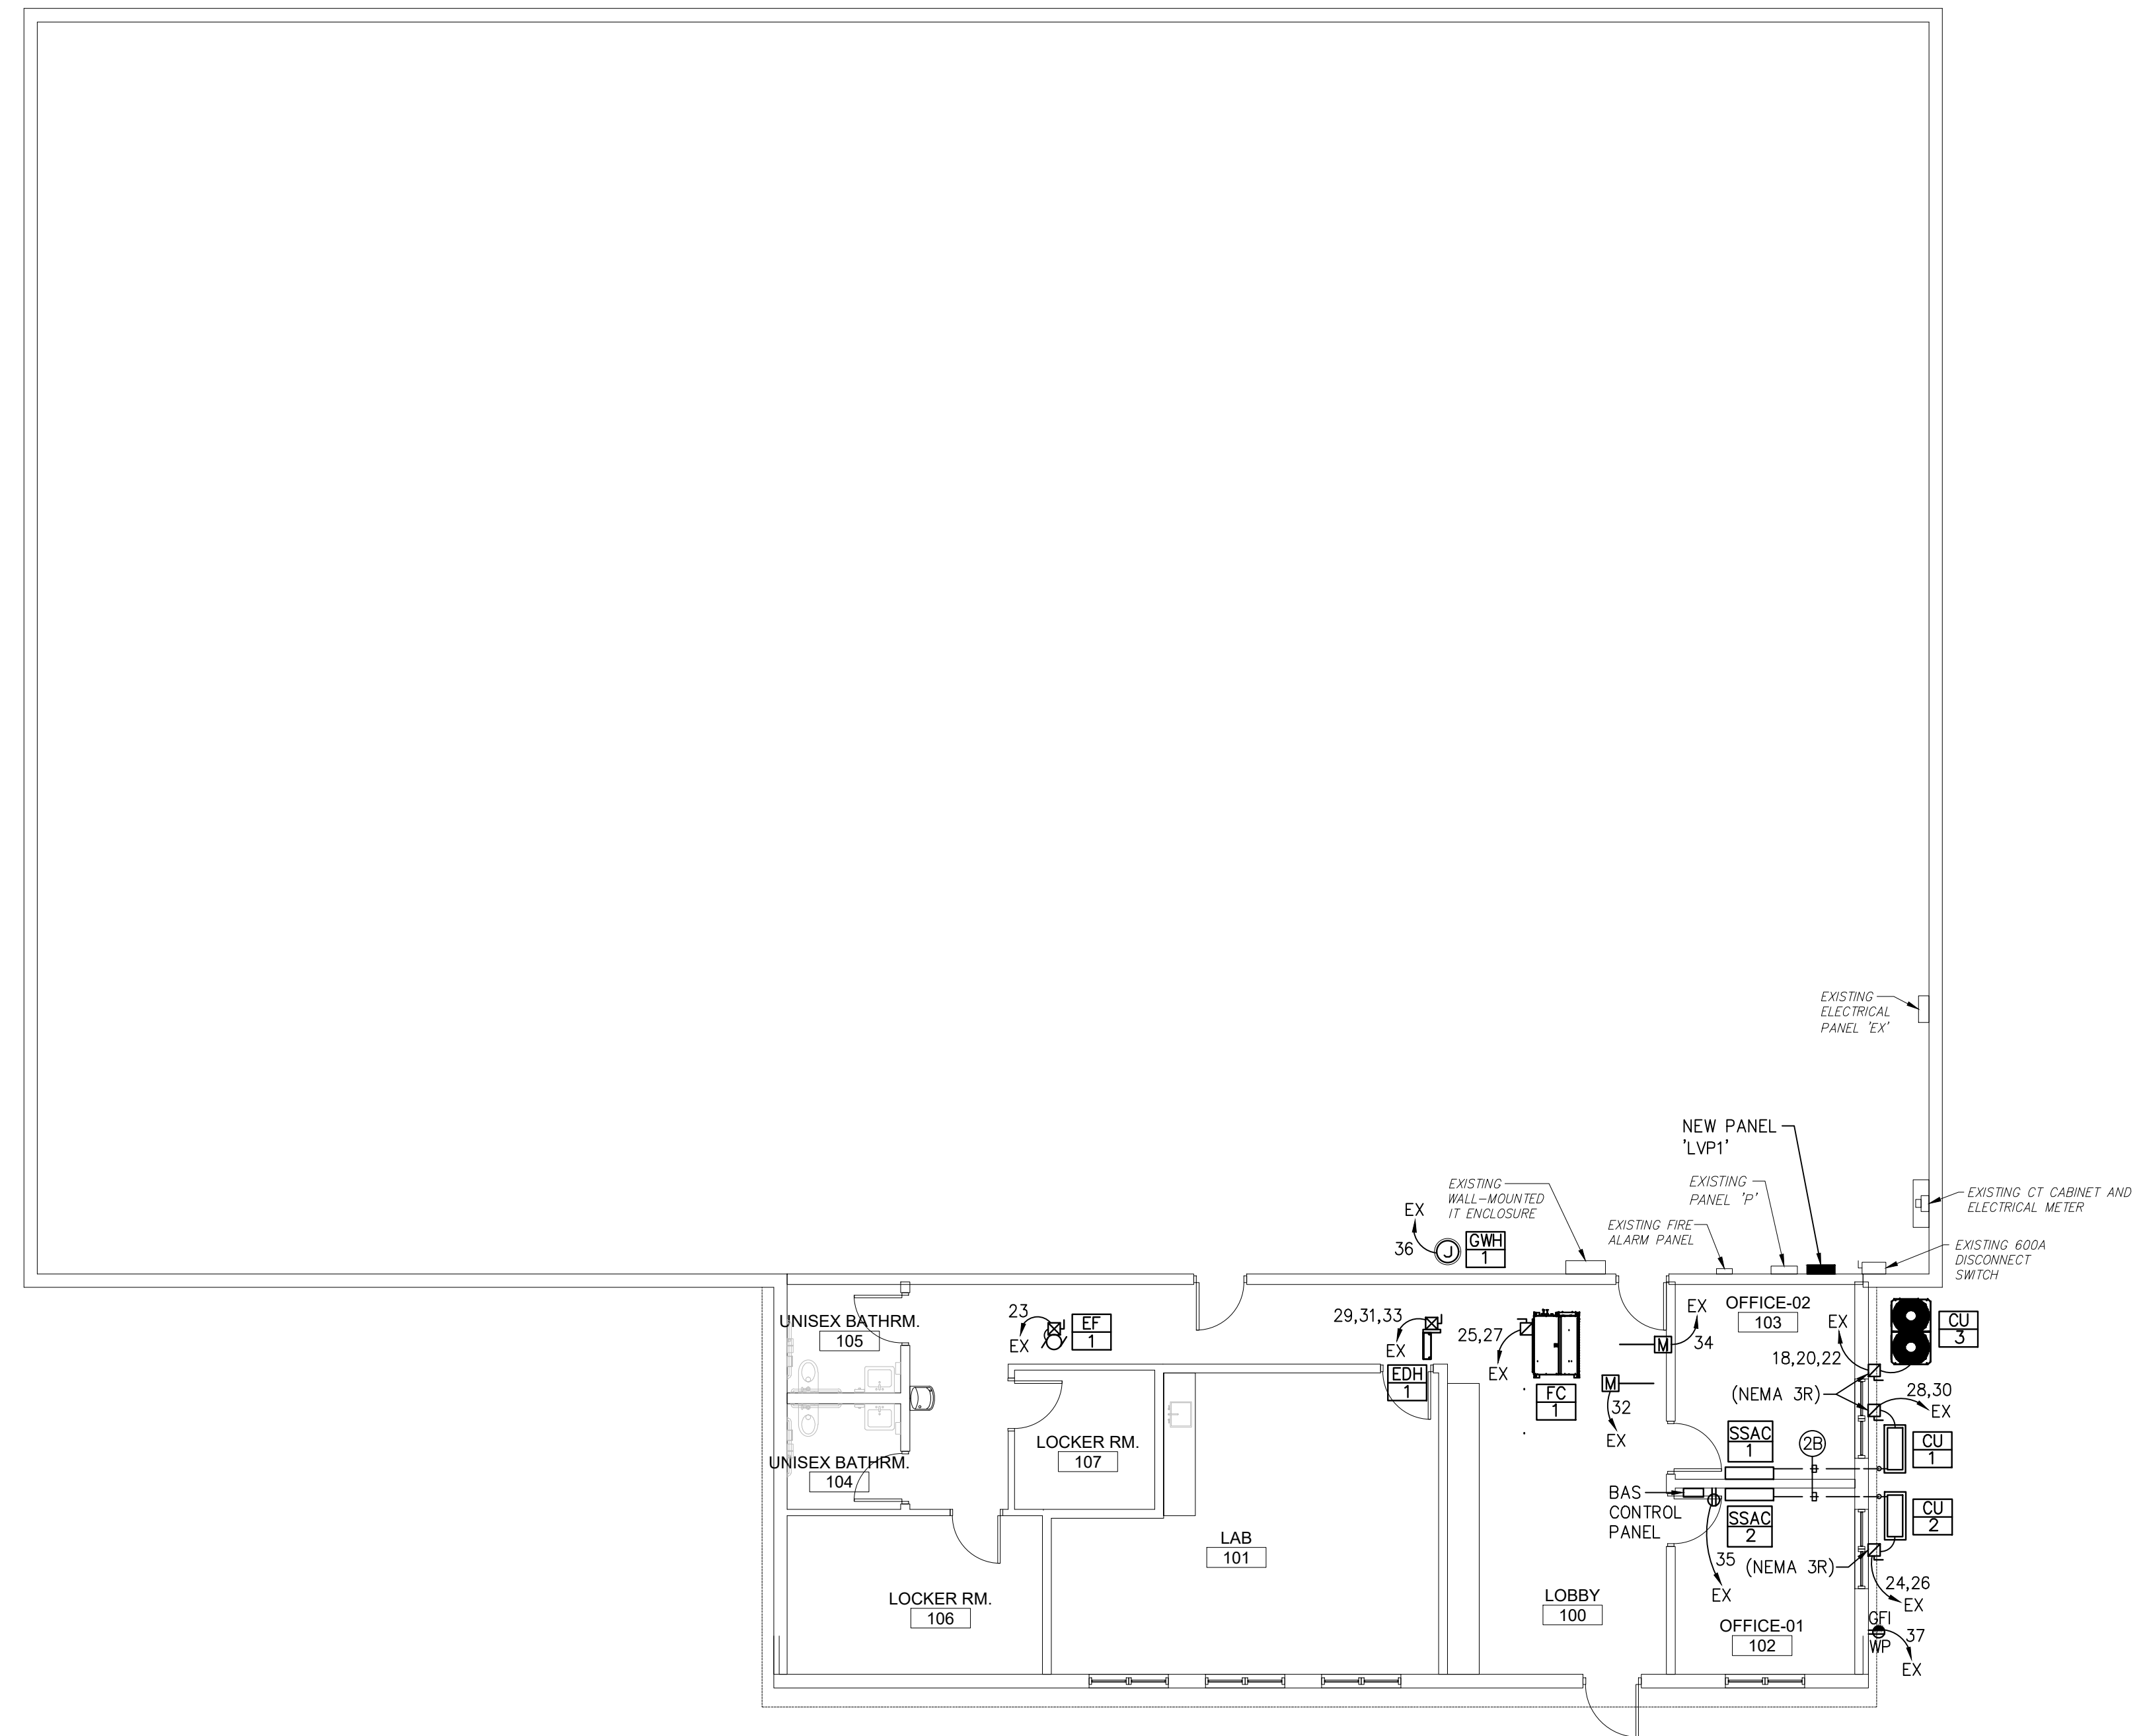 EXISTING
ELECTRICAL
PANEL 'EX'
NEW PANEL
'LVP1'
EXISTING
PANEL 'P'
EXISTING
WALL-MOUNTED
IT ENCLOSURE
EXISTING FIRE
ALARM PANEL
EXISTING CT CABINET AND
ELECTRICAL METER
EXISTING 600A
DISCONNECT
SWITCH
EX
36
J
GWH
1
UNISEX BATHRM.
105
23
EX
EF
1
29,31,33
EX
EDH
1
25,27
EX
FC
1
M
34
EX
M
32
EX
OFFICE-02
103
EX
18,20,22
(NEMA 3R)
CU
3
28,30
EX
CU
1
SSAC
1
2B
UNISEX BATHRM.
104
LOCKER RM.
107
BAS
CONTROL
PANEL
SSAC
2
CU
2
35
EX
(NEMA 3R)
24,26
EX
LAB
101
LOCKER RM.
106
LOBBY
100
OFFICE-01
102
GFI
WP
37
EX